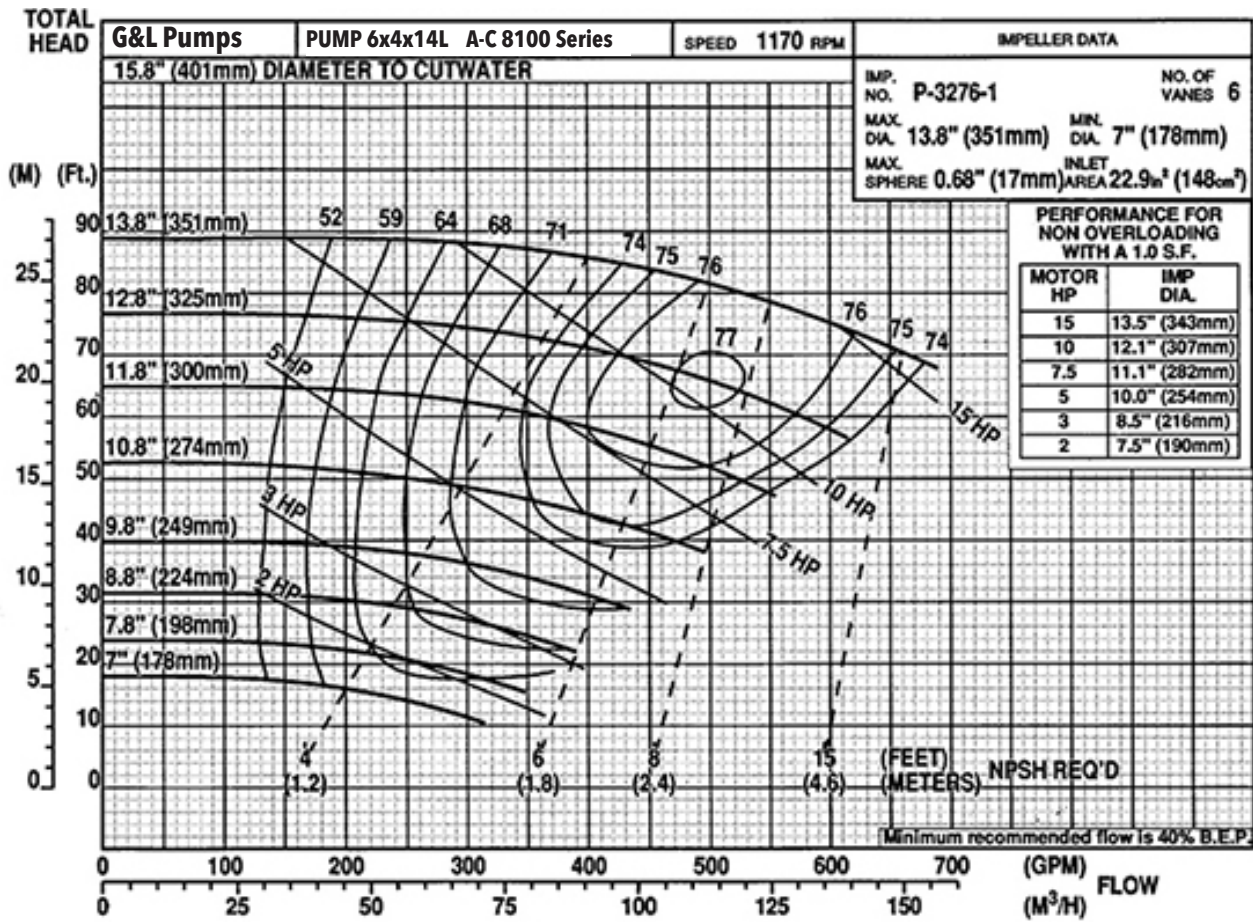 TOTAL HEAD
G&L Pumps PUMP 6x4x14L A-C 8100 Series SPEED 1170 RPM IMPELLER DATA
15.8" (401mm) DIAMETER TO CUTWATER
IMP. NO. P-3276-1 NO. OF VANES 6
MAX. DIA. 13.8" (351mm) MIN. DIA. 7" (178mm)
MAX. SPHERE 0.68" (17mm) INLET AREA 22.9in² (148cm²)
PERFORMANCE FOR
NON OVERLOADING
WITH A 1.0 S.F.
MOTOR HP IMP DIA.
15 13.5" (343mm)
10 12.1" (307mm)
7.5 11.1" (282mm)
5 10.0" (254mm)
3 8.5" (216mm)
2 7.5" (190mm)
(M) (Ft.)
90
25
80
70
20
60
50
15
40
10
30
20
5
10
0 0
13.8" (351mm)
12.8" (325mm)
11.8" (300mm)
10.8" (274mm)
9.8" (249mm)
8.8" (224mm)
7.8" (198mm)
7" (178mm)
52 59 64 68 71 74 75 76
77
76 75 74
5 HP
3 HP
2 HP
15 HP
10 HP
7.5 HP
4 6 8 15 (FEET)
(1.2) (1.8) (2.4) (4.6) (METERS)
NPSH REQ'D
Minimum recommended flow is 40% B.E.P.
0 100 200 300 400 500 600 700 (GPM)
FLOW
0 25 50 75 100 125 150 (M³/H)